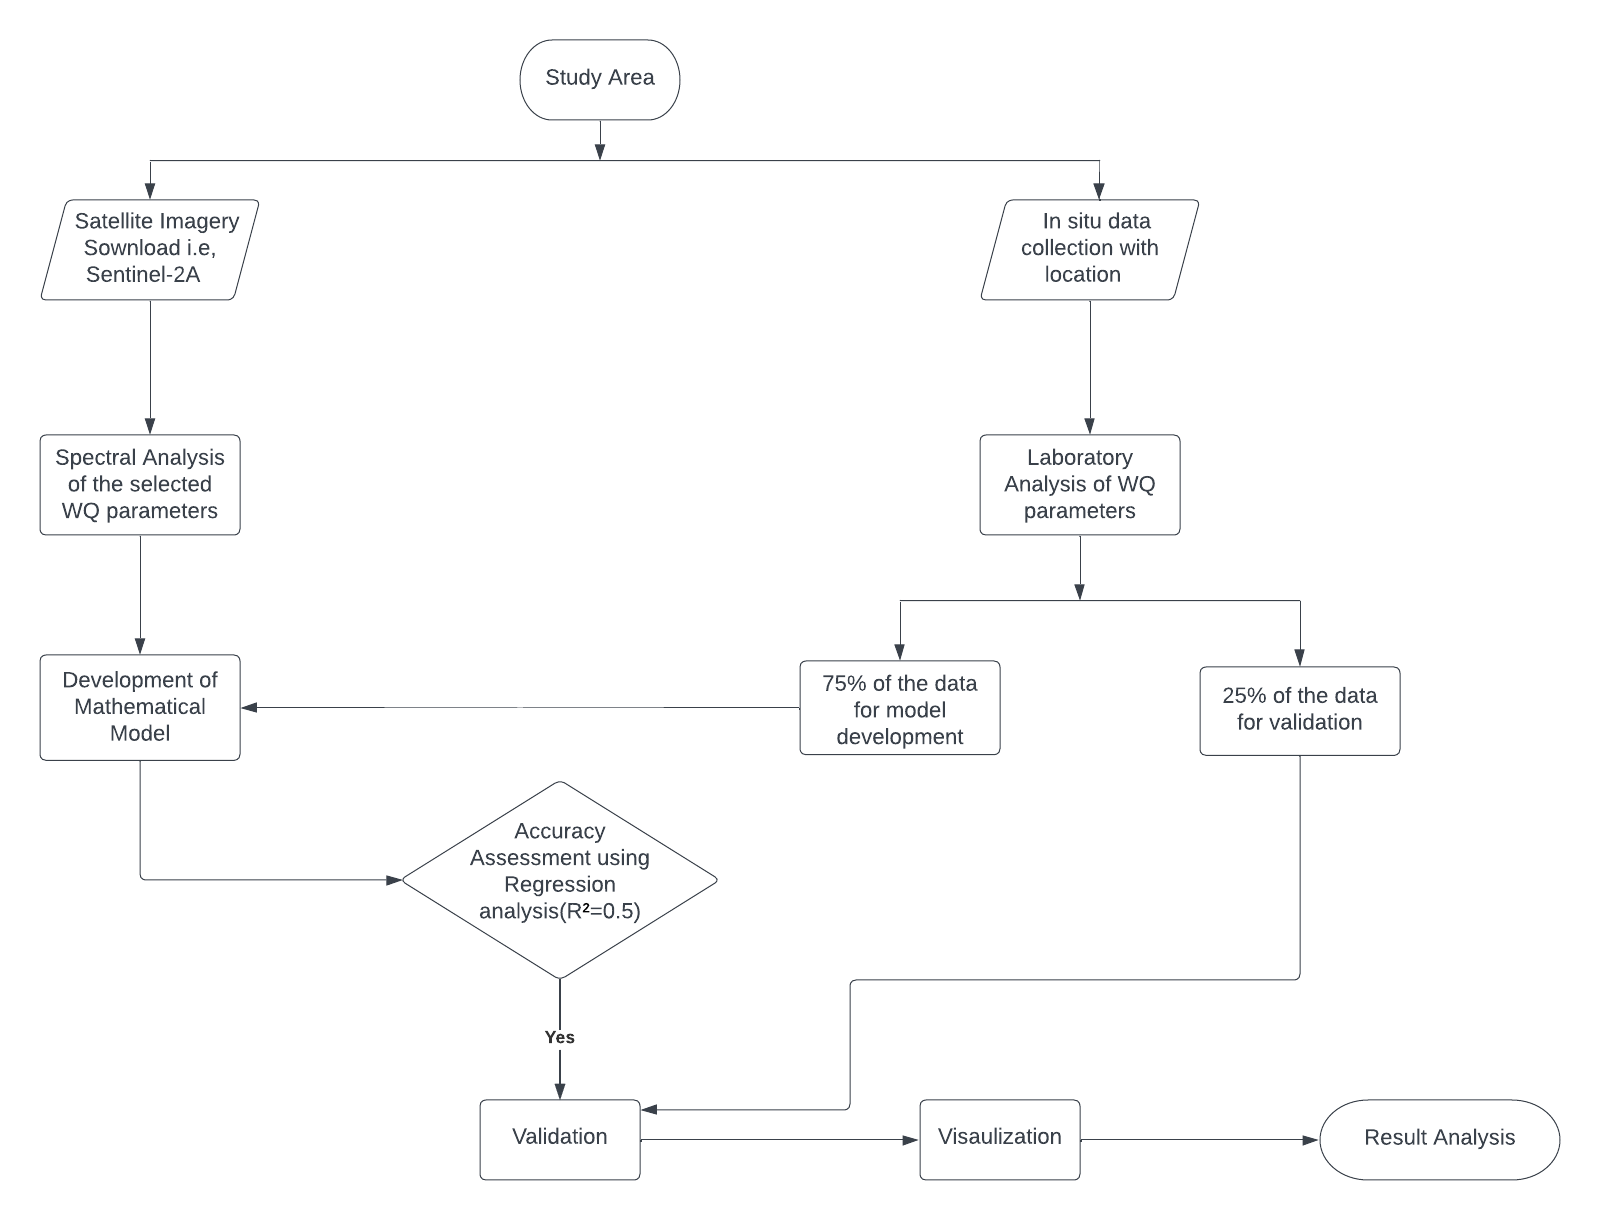 Study Area
Satellite Imagery
Sownload i.e,
Sentinel-2A
In situ data
collection with
location
Spectral Analysis
of the selected
WQ parameters
Laboratory
Analysis of WQ
parameters
Development of
Mathematical
Model
75% of the data
for model
development
25% of the data
for validation
Accuracy
Assessment using
Regression
analysis(R²=0.5)
Yes
Validation
Visaulization
Result Analysis